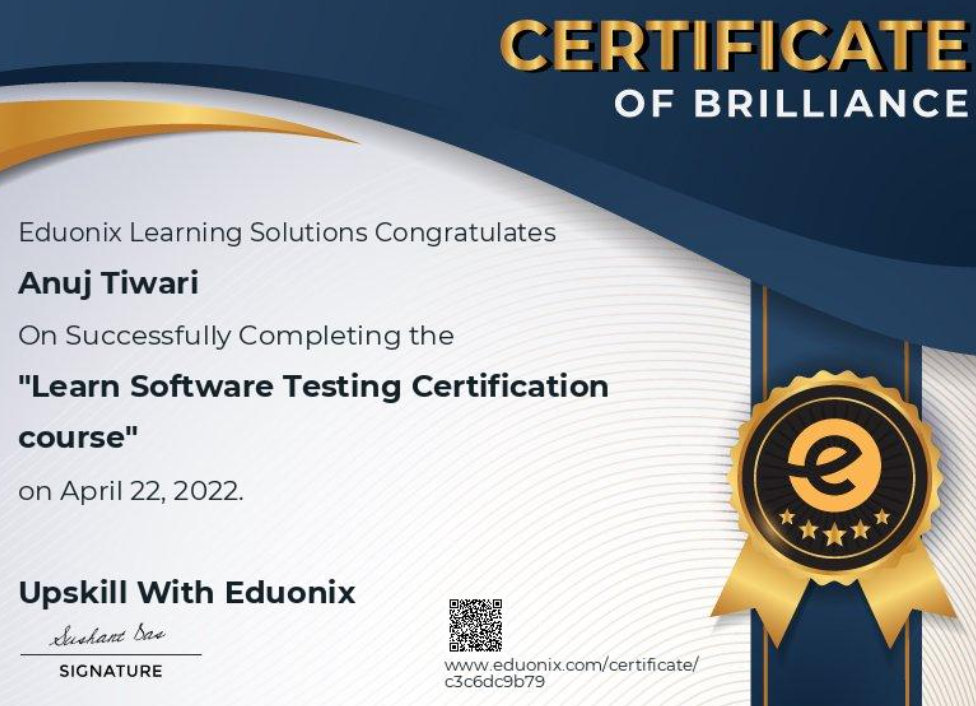 CERTIFICATE
OF BRILLIANCE
Eduonix Learning Solutions Congratulates
Anuj Tiwari
On Successfully Completing the
"Learn Software Testing Certification
course"
on April 22, 2022.
Upskill With Eduonix
Sushant Das
SIGNATURE
www.eduonix.com/certificate/
c3c6dc9b79